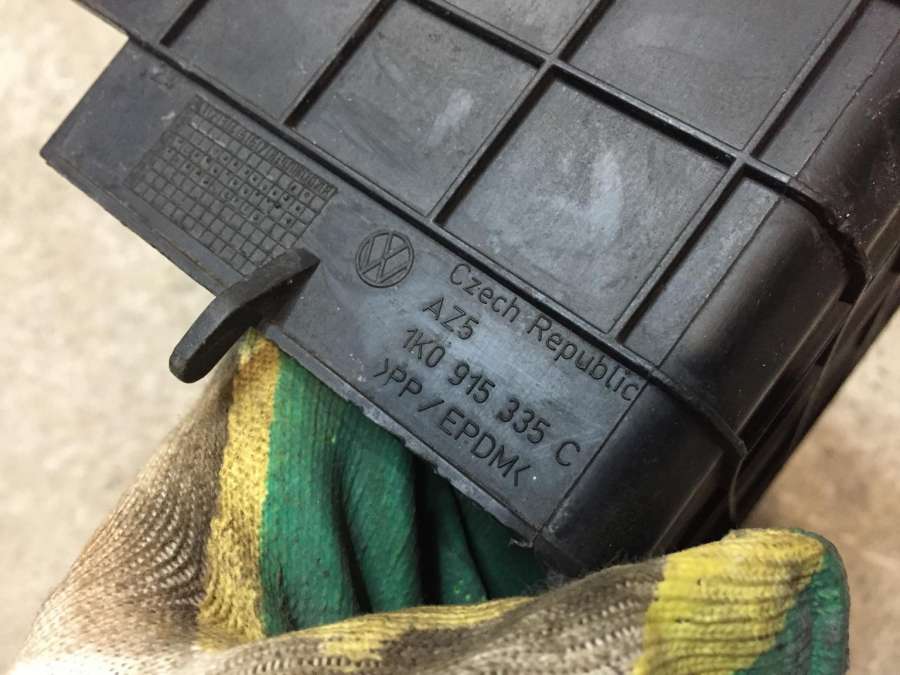 Czech Republic
AZ5
1K0 915 335 C
>PP / EPDM<